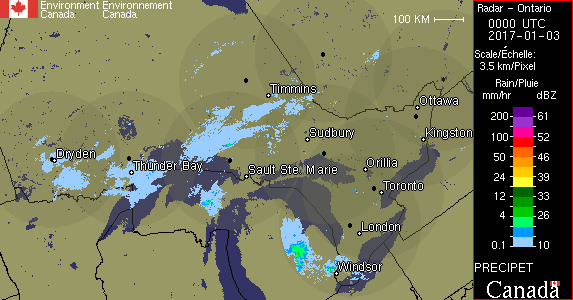 Environment Environnement
Canada Canada
100 KM
Timmins
Ottawa
Sudbury
Kingston
Dryden
Thunder Bay
Sault Ste. Marie
Orillia
Toronto
London
Windsor
Radar - Ontario
0000 UTC
2017-01-03
Scale/Échelle:
3.5 km/Pixel
Rain/Pluie
mm/hr dBZ
200 61
100 52
50 46
24 39
12 33
4 26
0.1 10
PRECIPET
Canada